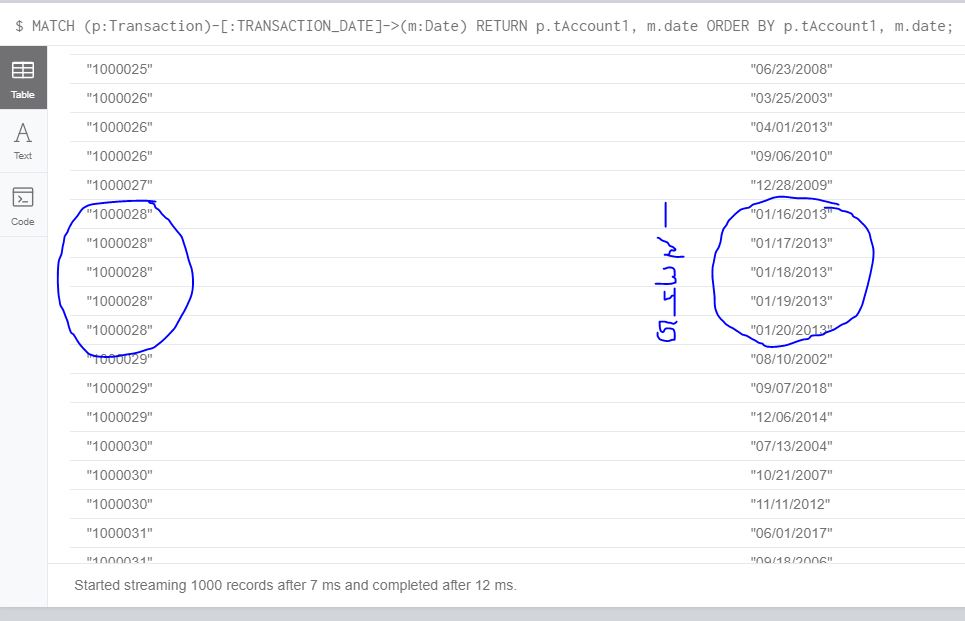 $ MATCH (p:Transaction)-[:TRANSACTION_DATE]->(m:Date) RETURN p.tAccount1, m.date ORDER BY p.tAccount1, m.date;
Table
A
Text
Code
"1000025" "06/23/2008"
"1000026" "03/25/2003"
"1000026" "04/01/2013"
"1000026" "09/06/2010"
"1000027" "12/28/2009"
"1000028" 1 "01/16/2013"
"1000028" 2 "01/17/2013"
"1000028" 3 "01/18/2013"
"1000028" 4 "01/19/2013"
"1000028" 5 "01/20/2013"
"1000029" "08/10/2002"
"1000029" "09/07/2018"
"1000029" "12/06/2014"
"1000030" "07/13/2004"
"1000030" "10/21/2007"
"1000030" "11/11/2012"
"1000031" "06/01/2017"
"1000031" "09/18/2006"
Started streaming 1000 records after 7 ms and completed after 12 ms.